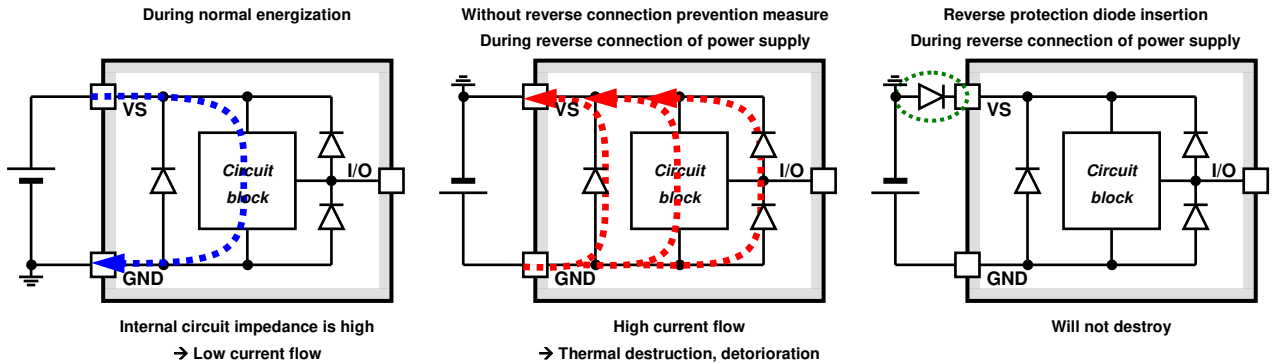 During normal energization
VS
Circuit
block
I/O
GND
Internal circuit impedance is high
→ Low current flow
Without reverse connection prevention measure
During reverse connection of power supply
VS
Circuit
block
I/O
GND
High current flow
→ Thermal destruction, detorioration
Reverse protection diode insertion
During reverse connection of power supply
VS
Circuit
block
I/O
GND
Will not destroy